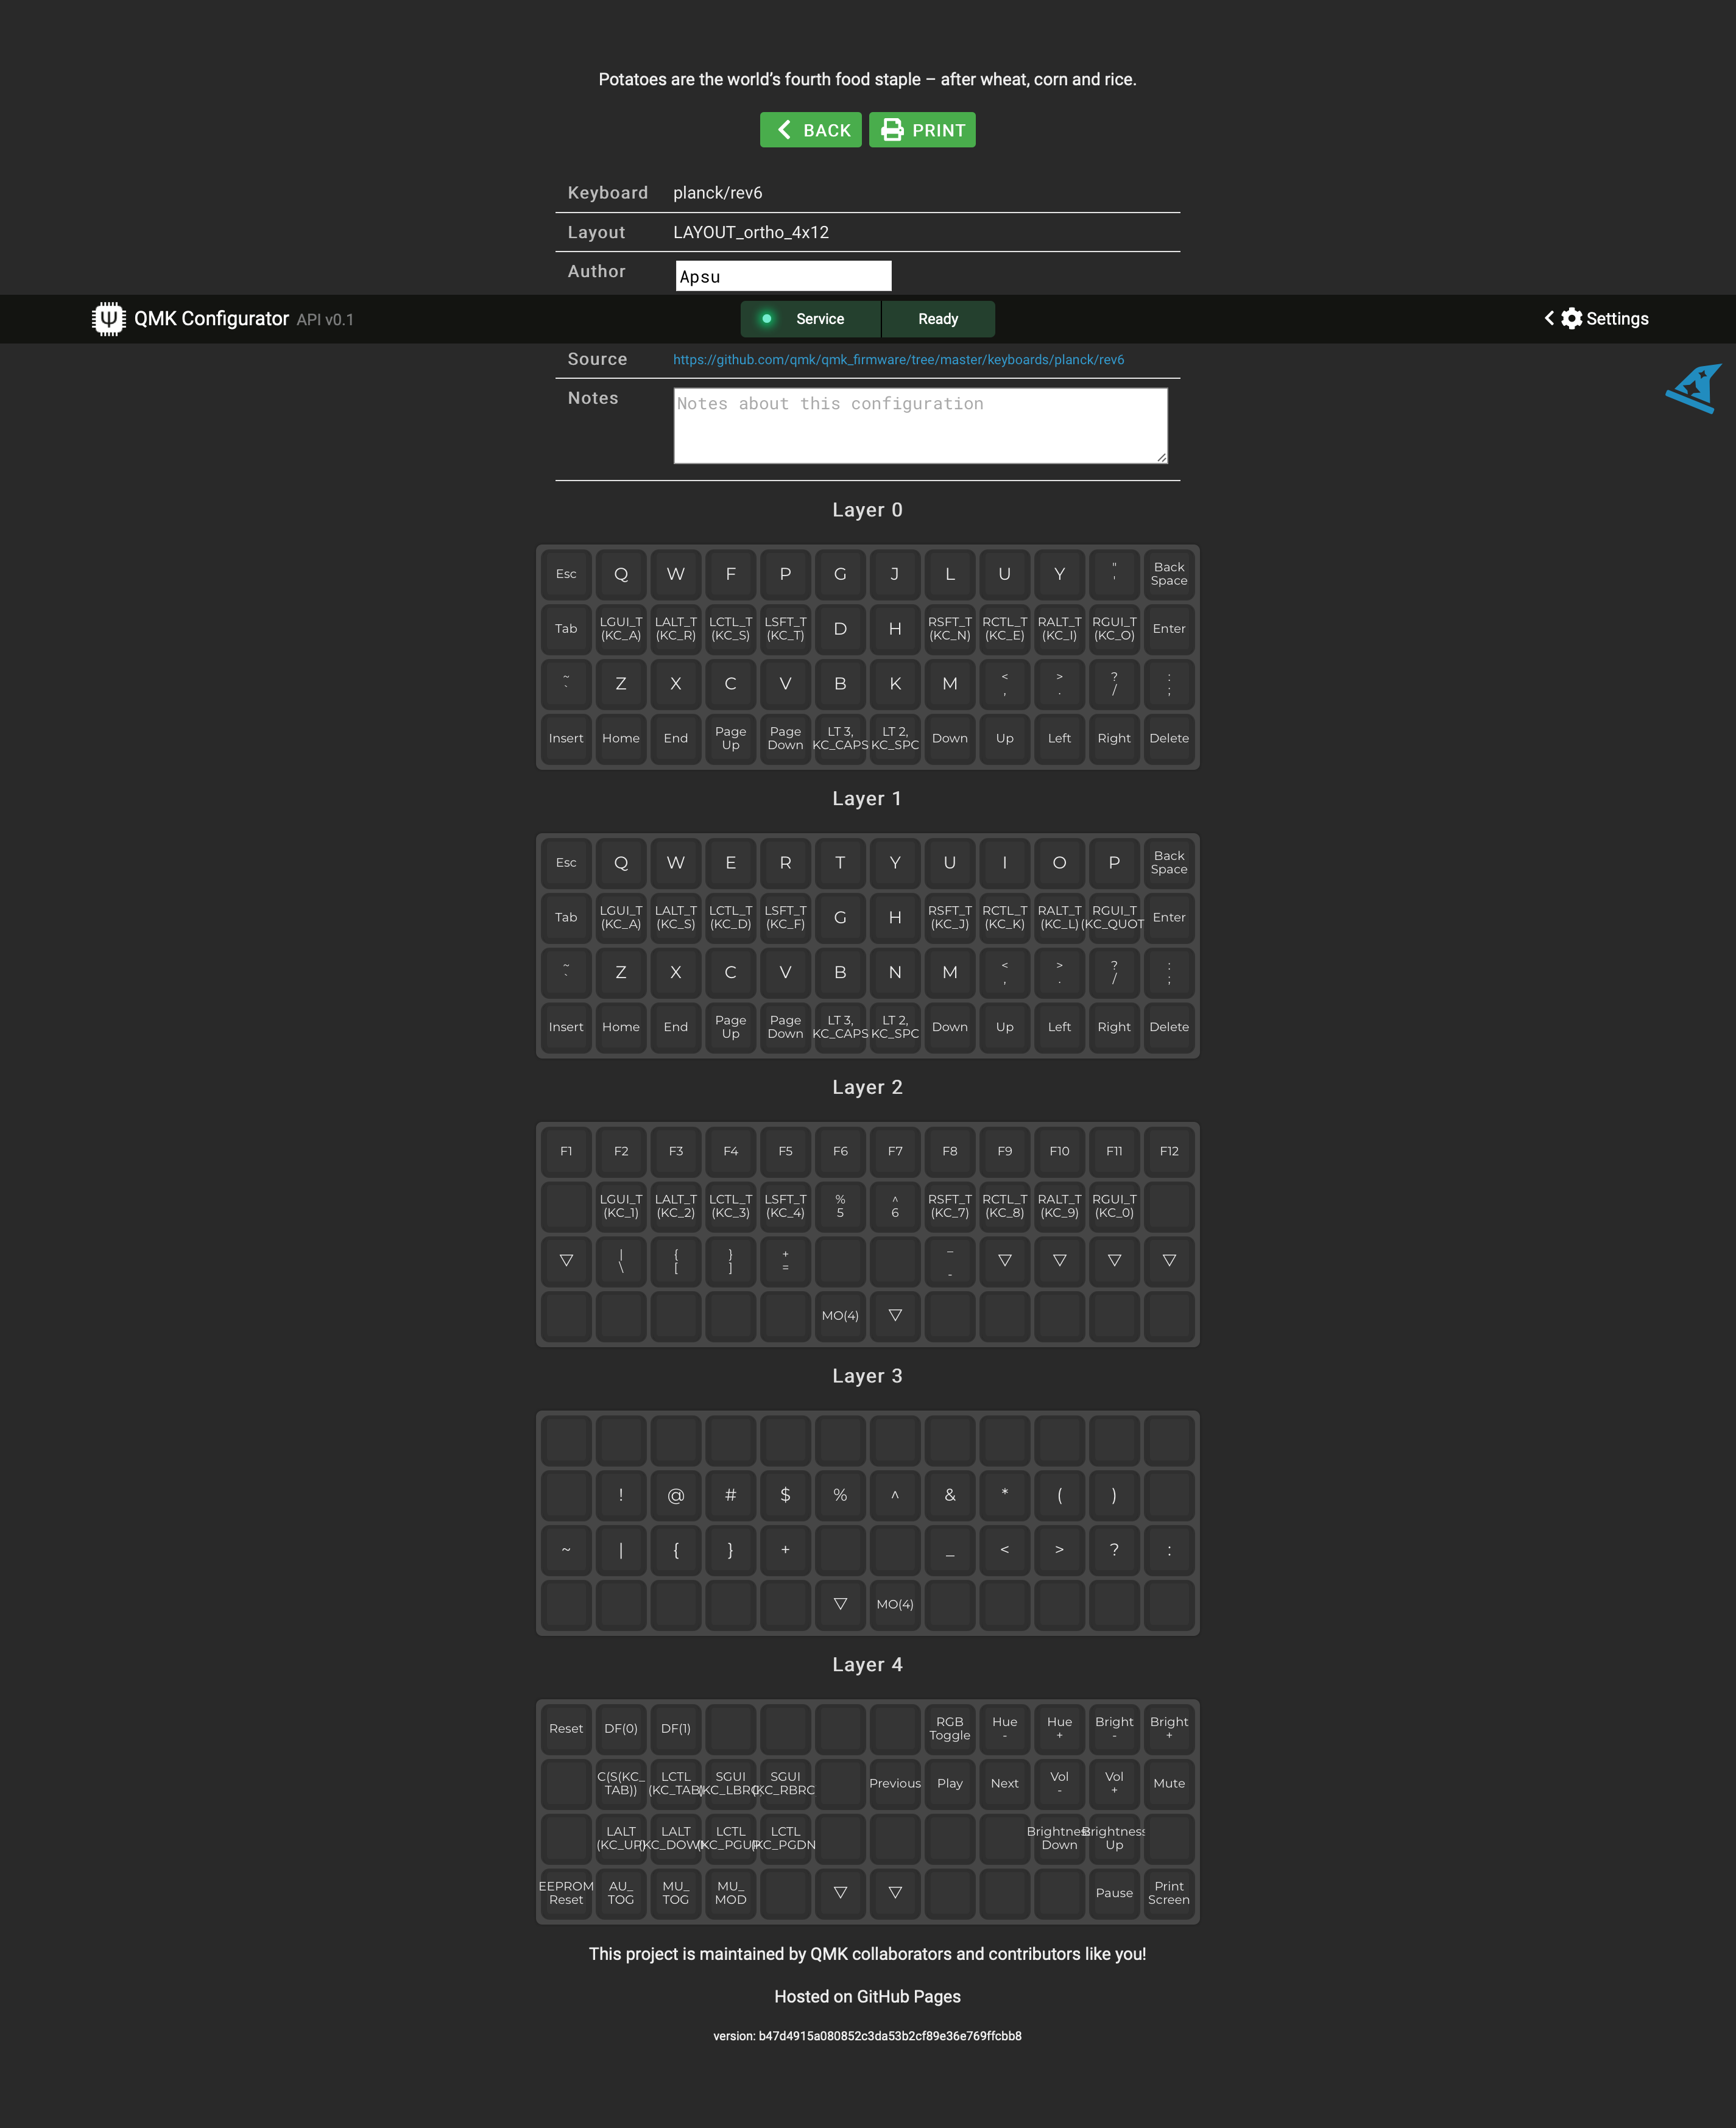 Potatoes are the world’s fourth food staple – after wheat, corn and rice.
BACK PRINT
Keyboard planck/rev6
Layout LAYOUT_ortho_4x12
Author Apsu
QMK Configurator API v0.1 Service Ready Settings
Source https://github.com/qmk/qmk_firmware/tree/master/keyboards/planck/rev6
Notes Notes about this configuration
Layer 0
Esc Q W F P G J L U Y " ' Back Space
Tab LGUI_T (KC_A) LALT_T (KC_R) LCTL_T (KC_S) LSFT_T (KC_T) D H RSFT_T (KC_N) RCTL_T (KC_E) RALT_T (KC_I) RGUI_T (KC_O) Enter
~ ` Z X C V B K M < , > . ? / : ;
Insert Home End Page Up Page Down LT 3, KC_CAPS LT 2, KC_SPC Down Up Left Right Delete
Layer 1
Esc Q W E R T Y U I O P Back Space
Tab LGUI_T (KC_A) LALT_T (KC_S) LCTL_T (KC_D) LSFT_T (KC_F) G H RSFT_T (KC_J) RCTL_T (KC_K) RALT_T (KC_L) RGUI_T (KC_QUOT Enter
~ ` Z X C V B N M < , > . ? / : ;
Insert Home End Page Up Page Down LT 3, KC_CAPS LT 2, KC_SPC Down Up Left Right Delete
Layer 2
F1 F2 F3 F4 F5 F6 F7 F8 F9 F10 F11 F12
LGUI_T (KC_1) LALT_T (KC_2) LCTL_T (KC_3) LSFT_T (KC_4) % 5 ^ 6 RSFT_T (KC_7) RCTL_T (KC_8) RALT_T (KC_9) RGUI_T (KC_0)
▽ | \ { [ } ] + = _ - ▽ ▽ ▽ ▽
MO(4) ▽
Layer 3
! @ # $ % ^ & * ( )
~ | { } + _ < > ? :
▽ MO(4)
Layer 4
Reset DF(0) DF(1) RGB Toggle Hue - Hue + Bright - Bright +
C(S(KC_ TAB)) LCTL (KC_TAB) SGUI (KC_LBRC SGUI (KC_RBRC Previous Play Next Vol - Vol + Mute
LALT (KC_UP) LALT (KC_DOWN LCTL (KC_PGUP LCTL (KC_PGDN Brightness Down Brightness Up
EEPROM Reset AU_ TOG MU_ TOG MU_ MOD ▽ ▽ Pause Print Screen
This project is maintained by QMK collaborators and contributors like you!
Hosted on GitHub Pages
version: b47d4915a080852c3da53b2cf89e36e769ffcbb8